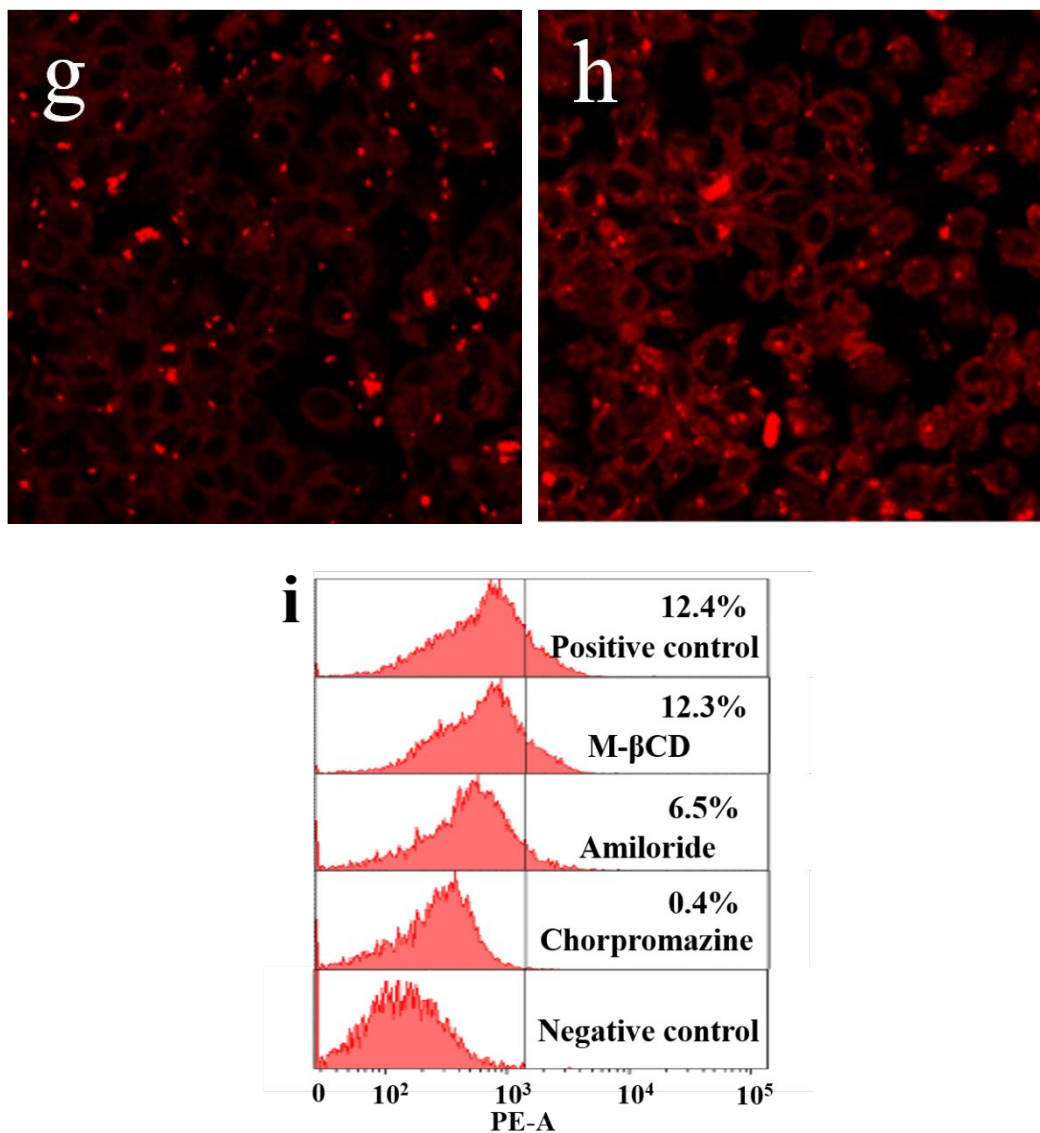 g
h
i
12.4%
Positive control
12.3%
M-βCD
6.5%
Amiloride
0.4%
Chorpromazine
Negative control
0 10² 10³ 10⁴ 10⁵
PE-A